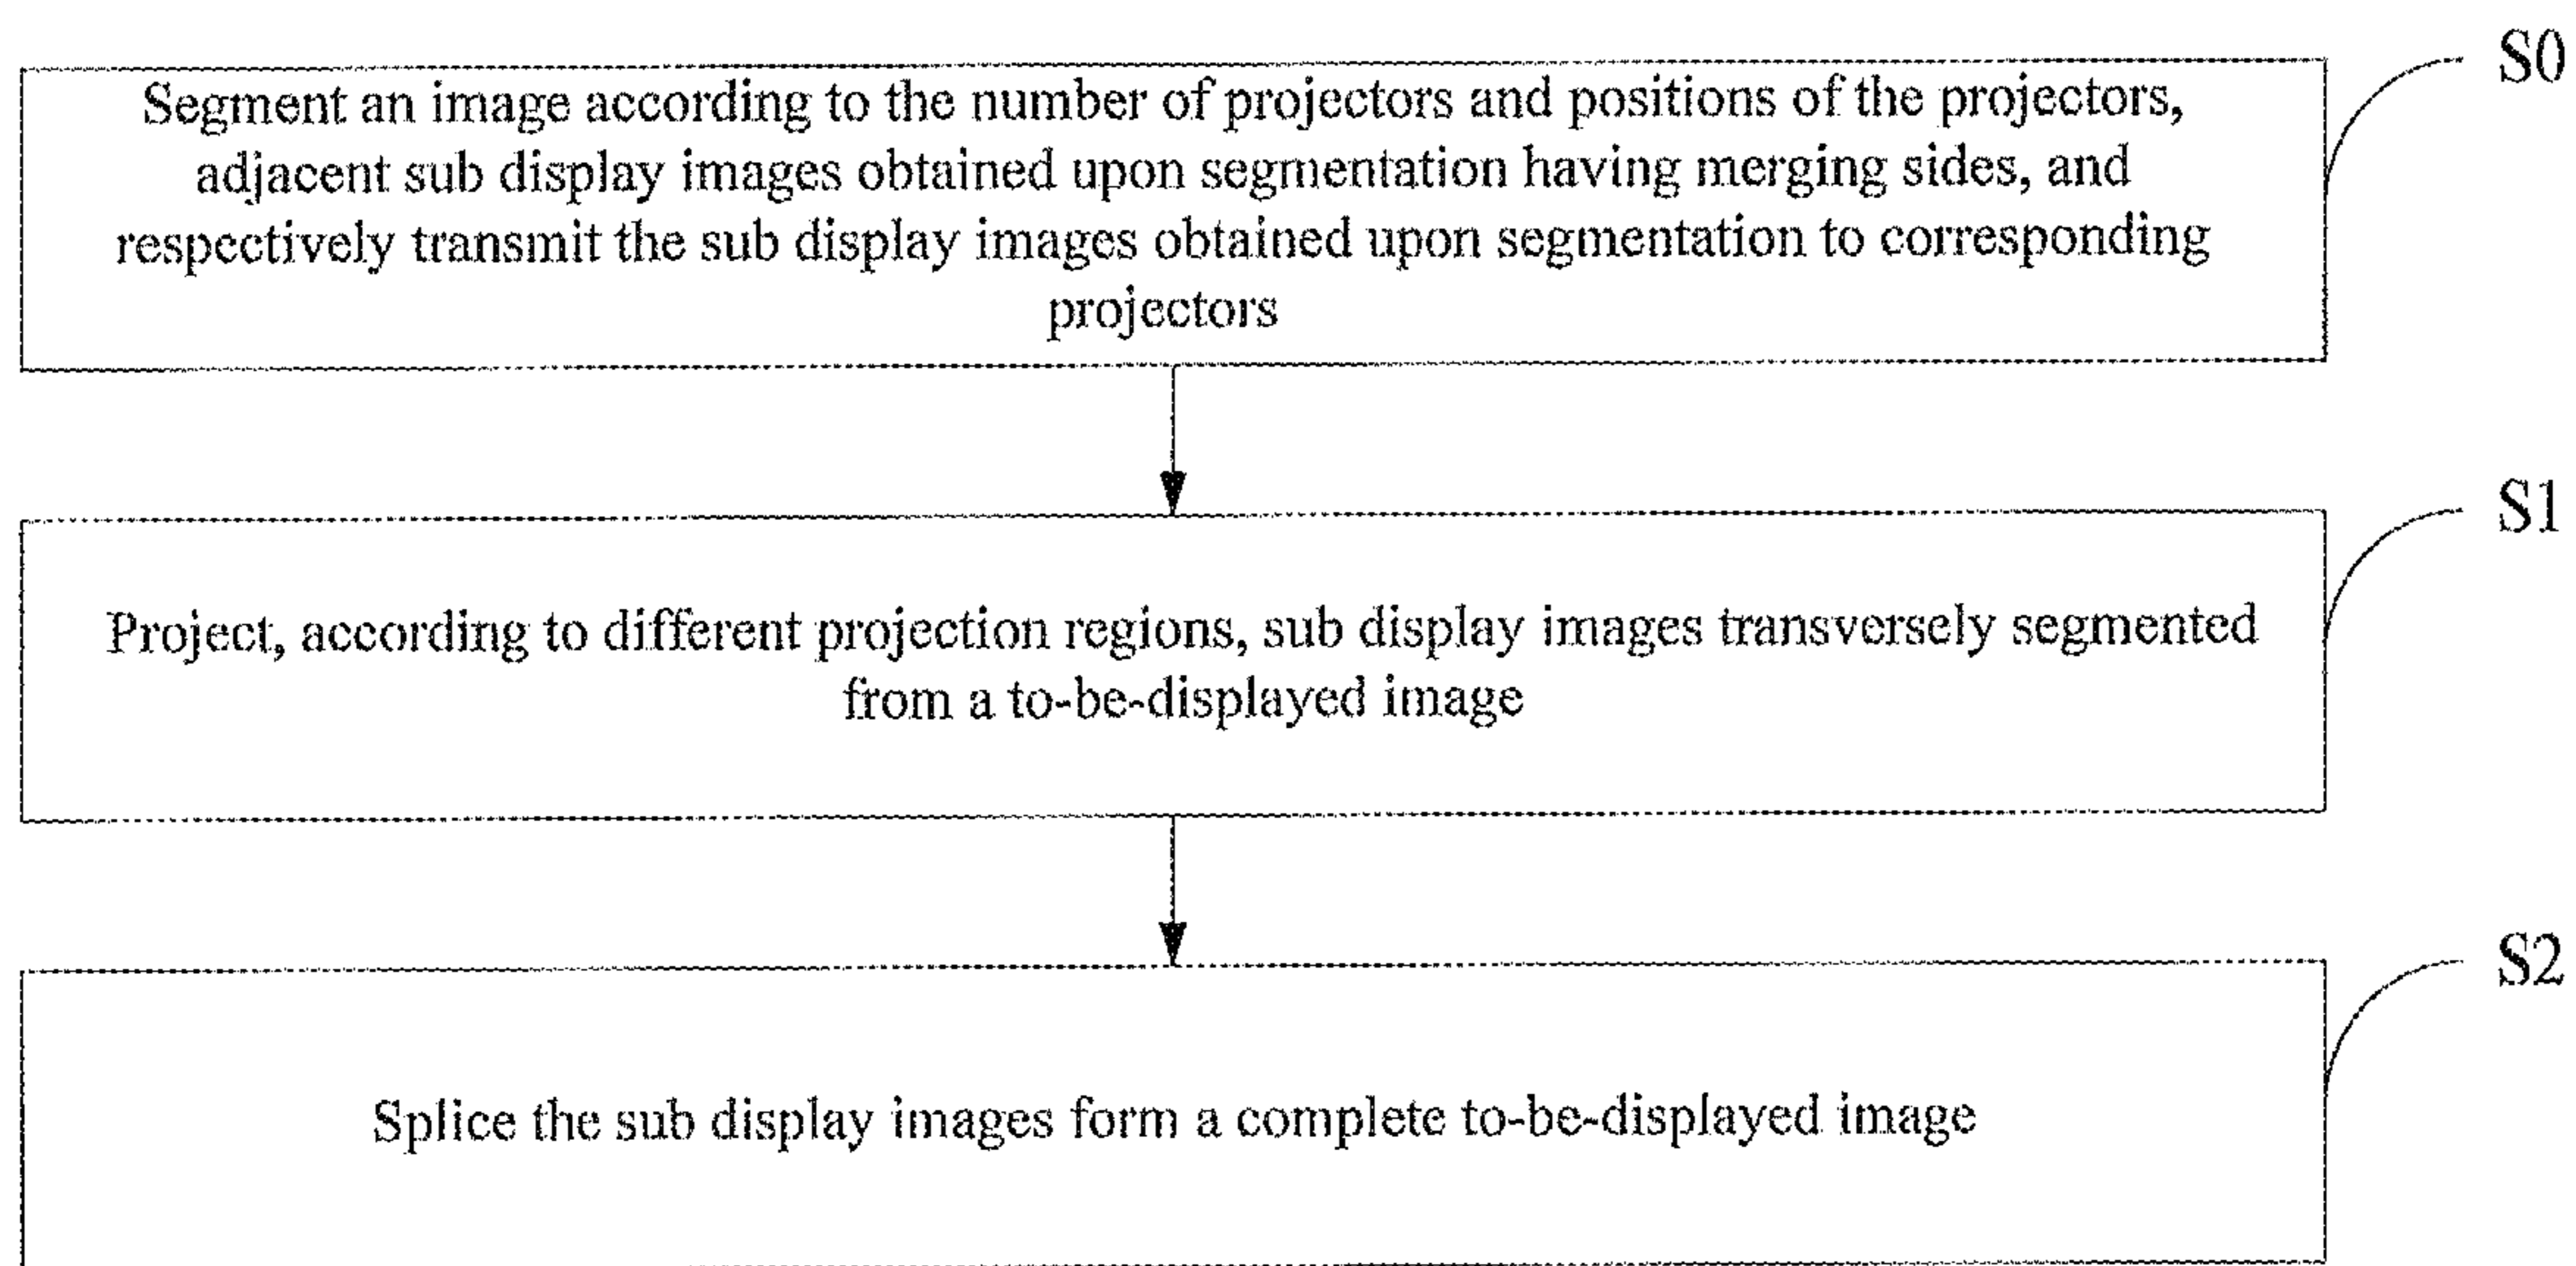 S0
Segment an image according to the number of projectors and positions of the projectors,
adjacent sub display images obtained upon segmentation having merging sides, and
respectively transmit the sub display images obtained upon segmentation to corresponding
projectors
S1
Project, according to different projection regions, sub display images transversely segmented
from a to-be-displayed image
S2
Splice the sub display images form a complete to-be-displayed image